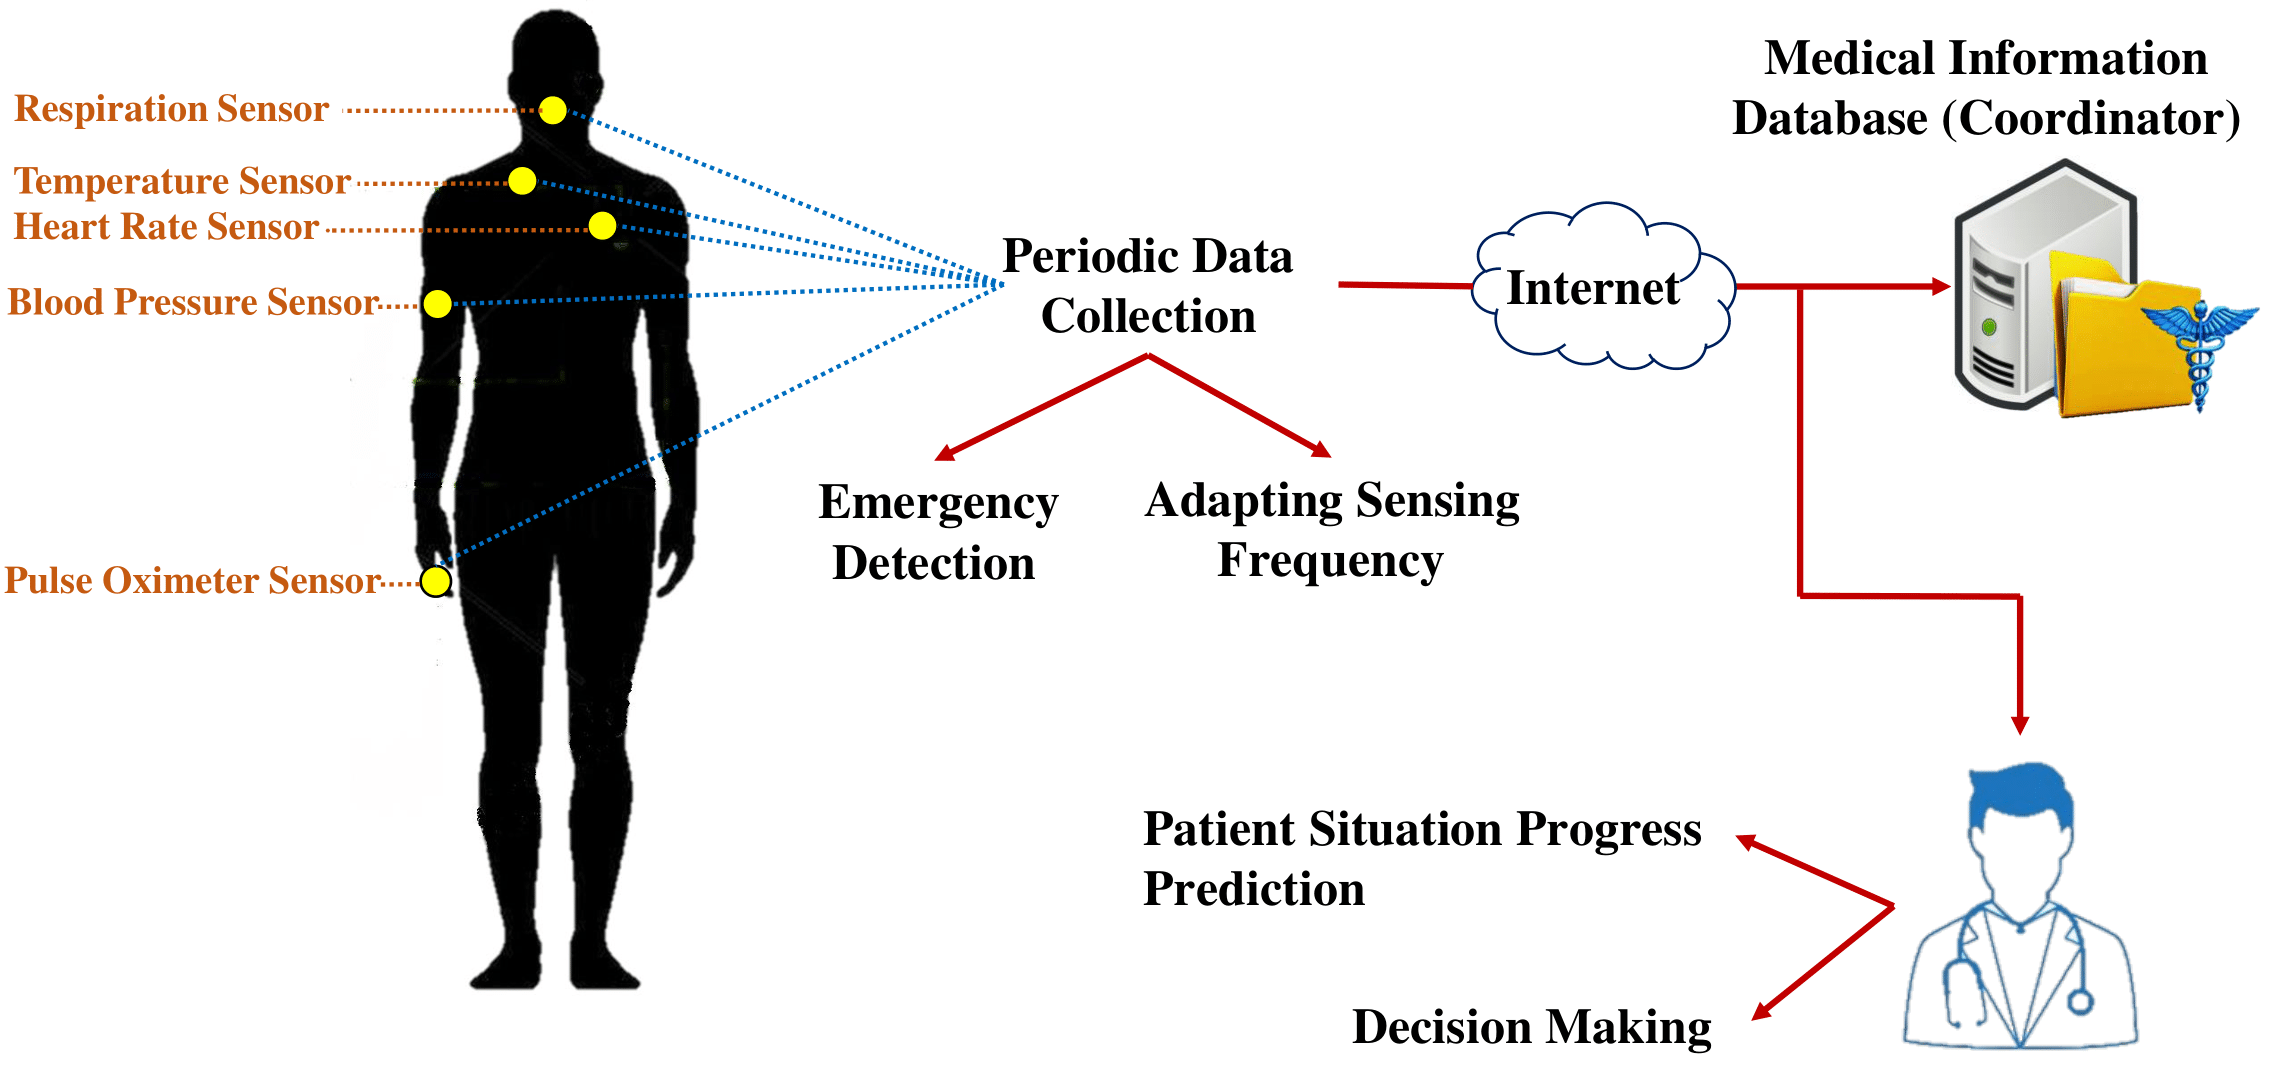 Respiration Sensor
Temperature Sensor
Heart Rate Sensor
Blood Pressure Sensor
Pulse Oximeter Sensor
Periodic Data
Collection
Emergency
Detection
Adapting Sensing
Frequency
Internet
Medical Information
Database (Coordinator)
Patient Situation Progress
Prediction
Decision Making